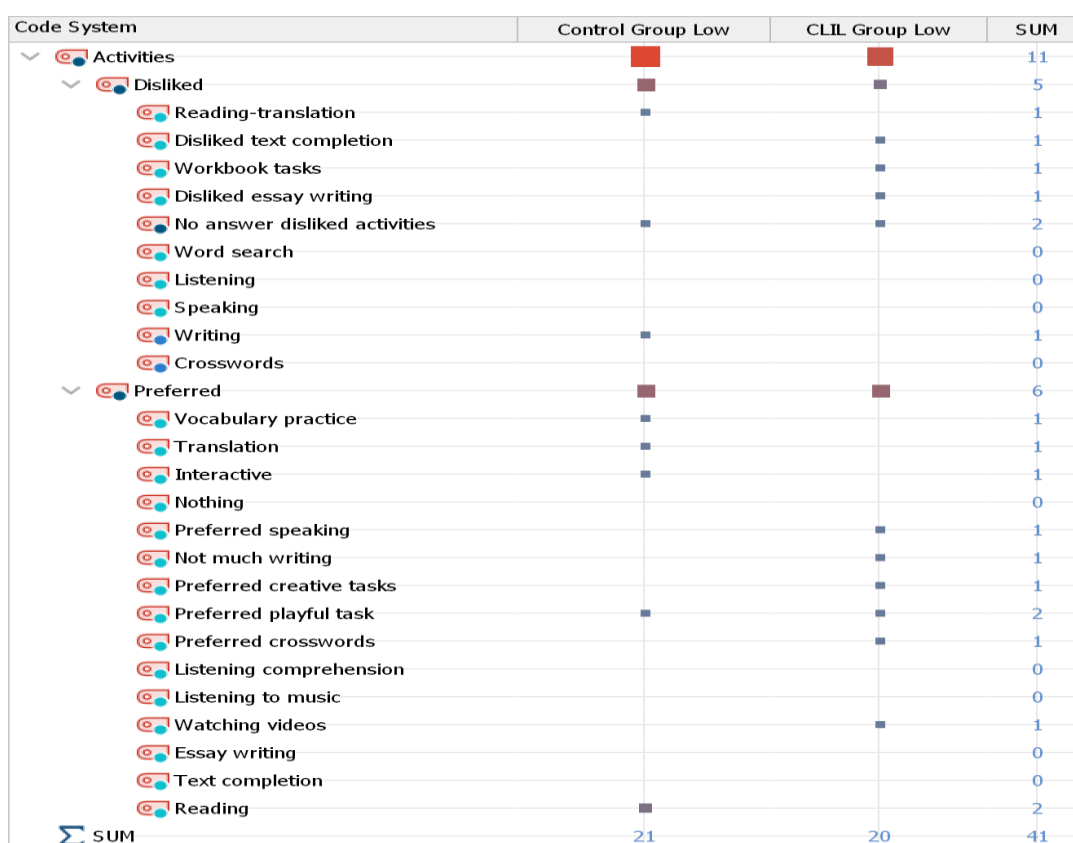 Code System Control Group Low CLIL Group Low SUM
Activities 11
Disliked 5
Reading-translation 1
Disliked text completion 1
Workbook tasks 1
Disliked essay writing 1
No answer disliked activities 2
Word search 0
Listening 0
Speaking 0
Writing 1
Crosswords 0
Preferred 6
Vocabulary practice 1
Translation 1
Interactive 1
Nothing 0
Preferred speaking 1
Not much writing 1
Preferred creative tasks 1
Preferred playful task 2
Preferred crosswords 1
Listening comprehension 0
Listening to music 0
Watching videos 1
Essay writing 0
Text completion 0
Reading 2
Σ SUM 21 20 41